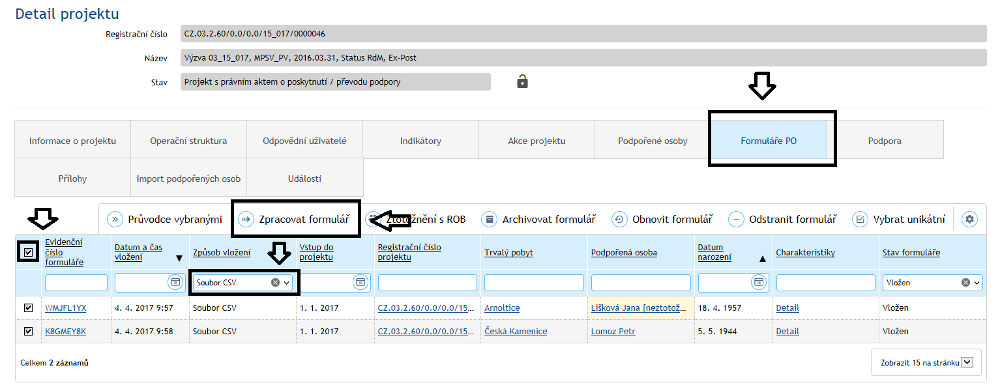 Detail projektu
Registrační číslo CZ.03.2.60/0.0/0.0/15_017/0000046
Název Výzva 03_15_017, MPSV_PV, 2016.03.31, Status RdM, Ex-Post
Stav Projekt s právním aktem o poskytnutí / převodu podpory
Informace o projektu Operační struktura Odpovědní uživatelé Indikátory Akce projektu Podpořené osoby Formuláře PO Podpora
Přílohy Import podpořených osob Události
Průvodce vybranými Zpracovat formulář Ztotožnění s ROB Archivovat formulář Obnovit formulář Odstranit formulář Vybrat unikátní
Evidenční číslo formuláře Datum a čas vložení Způsob vložení Vstup do projektu Registrační číslo projektu Trvalý pobyt Podpořená osoba Datum narození Charakteristiky Stav formuláře
Soubor CSV Vložen
WMJFL1YX 4. 4. 2017 9:57 Soubor CSV 1. 1. 2017 CZ.03.2.60/0.0/0.0/15... Arnoltice Lišková Jana [neztotož... 18. 4. 1957 Detail Vložen
K8GMEY8K 4. 4. 2017 9:58 Soubor CSV 1. 1. 2017 CZ.03.2.60/0.0/0.0/15... Česká Kamenice Lomoz Petr 5. 5. 1944 Detail Vložen
Celkem 2 záznamů Zobrazit 15 na stránku